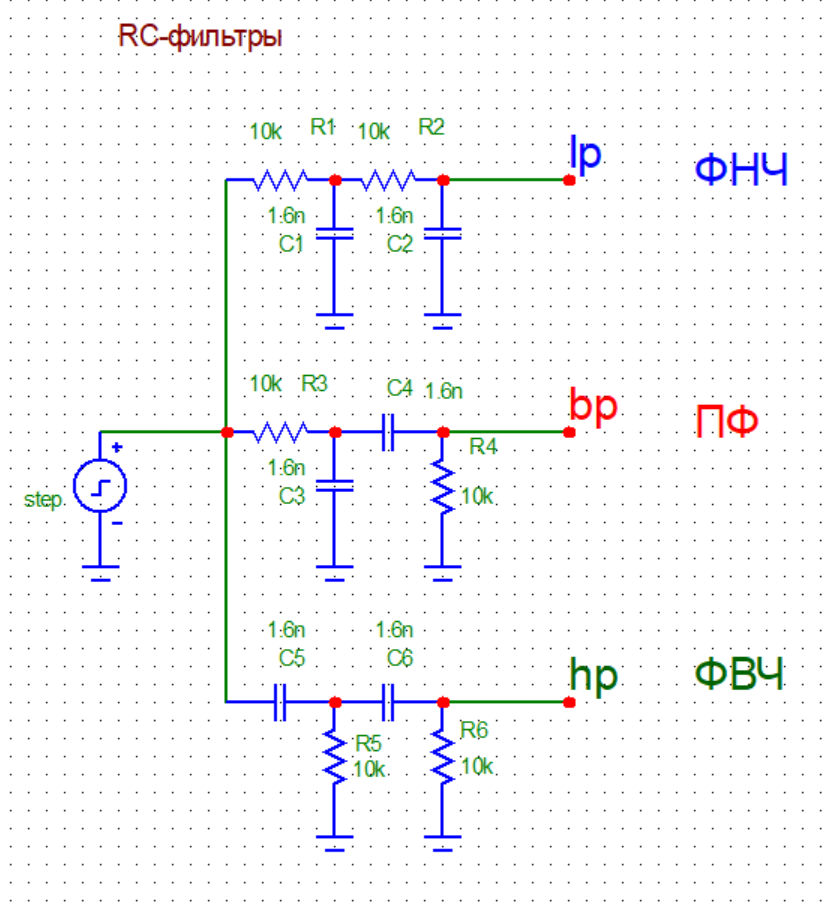 RC-фильтры
10k R1 10k R2
lp ФНЧ
1.6n 1.6n
C1 C2
10k R3 C4 1.6n
bp ПФ
+ R4
1.6n
step C3 10k
−
1.6n 1.6n
C5 C6
hp ФВЧ
R5 R6
10k 10k